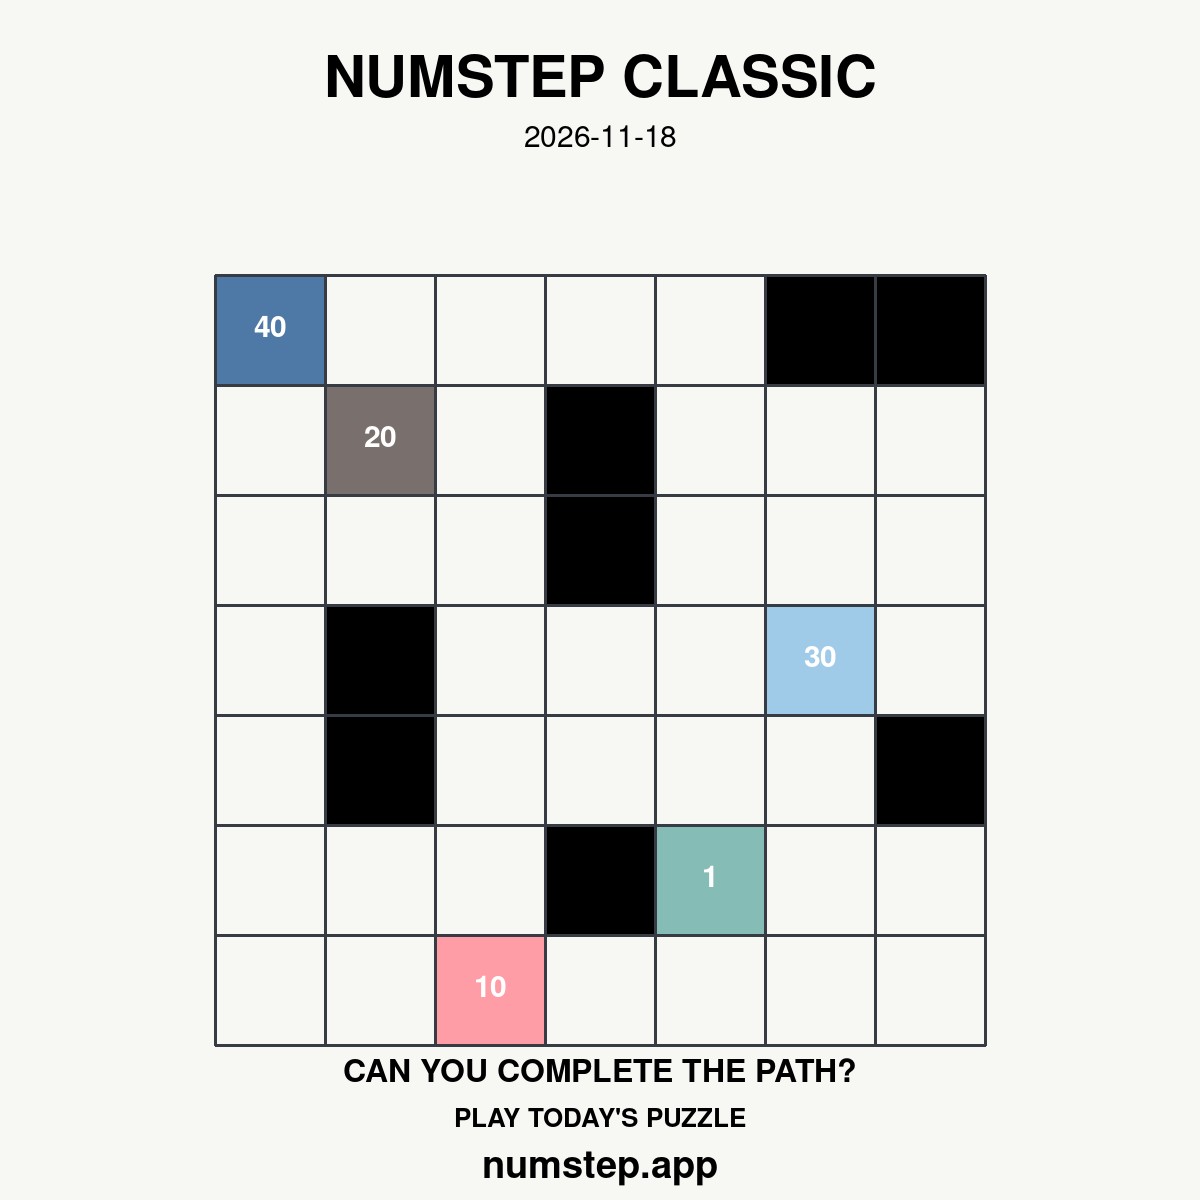 NUMSTEP CLASSIC
2026-11-18
40
20
30
1
10
CAN YOU COMPLETE THE PATH?
PLAY TODAY'S PUZZLE
numstep.app